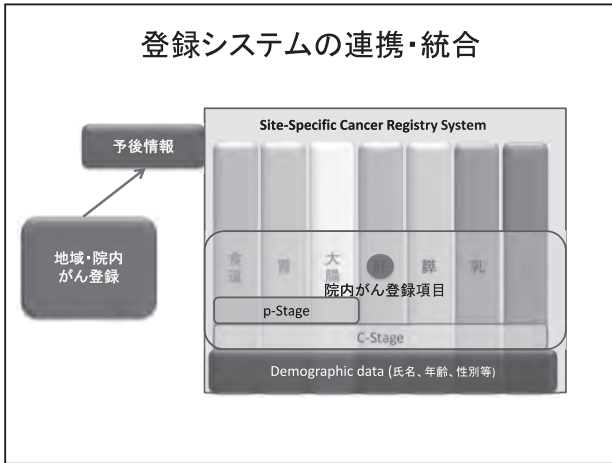 登録システムの連携・統合
Site-Specific Cancer Registry System
予後情報
地域・院内
がん登録
食道
胃
大腸
肝
膵
乳
院内がん登録項目
p-Stage
C-Stage
Demographic data (氏名、年齢、性別等)